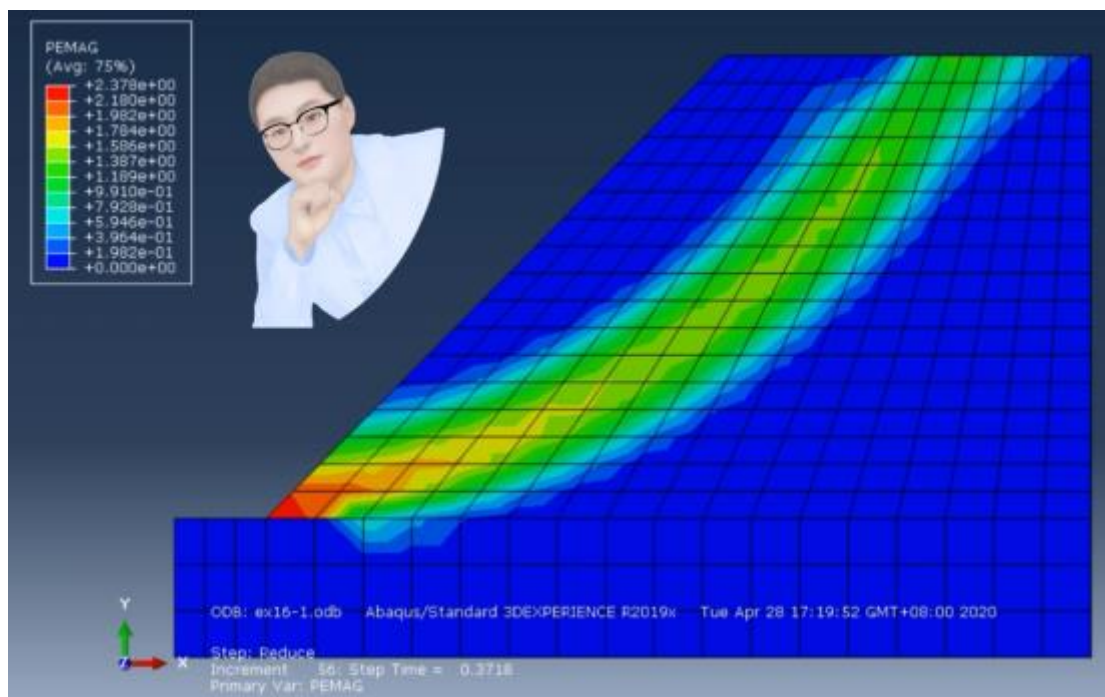 PEMAG
(Avg: 75%)
+2.378e+00
+2.180e+00
+1.982e+00
+1.784e+00
+1.586e+00
+1.387e+00
+1.189e+00
+9.910e-01
+7.928e-01
+5.946e-01
+3.964e-01
+1.982e-01
+0.000e+00
ODB: ex16-1.odb Abaqus/Standard 3DEXPERIENCE R2019x Tue Apr 28 17:19:52 GMT+08:00 2020
Y
Z X
Step: Reduce
Increment 56: Step Time = 0.3718
Primary Var: PEMAG